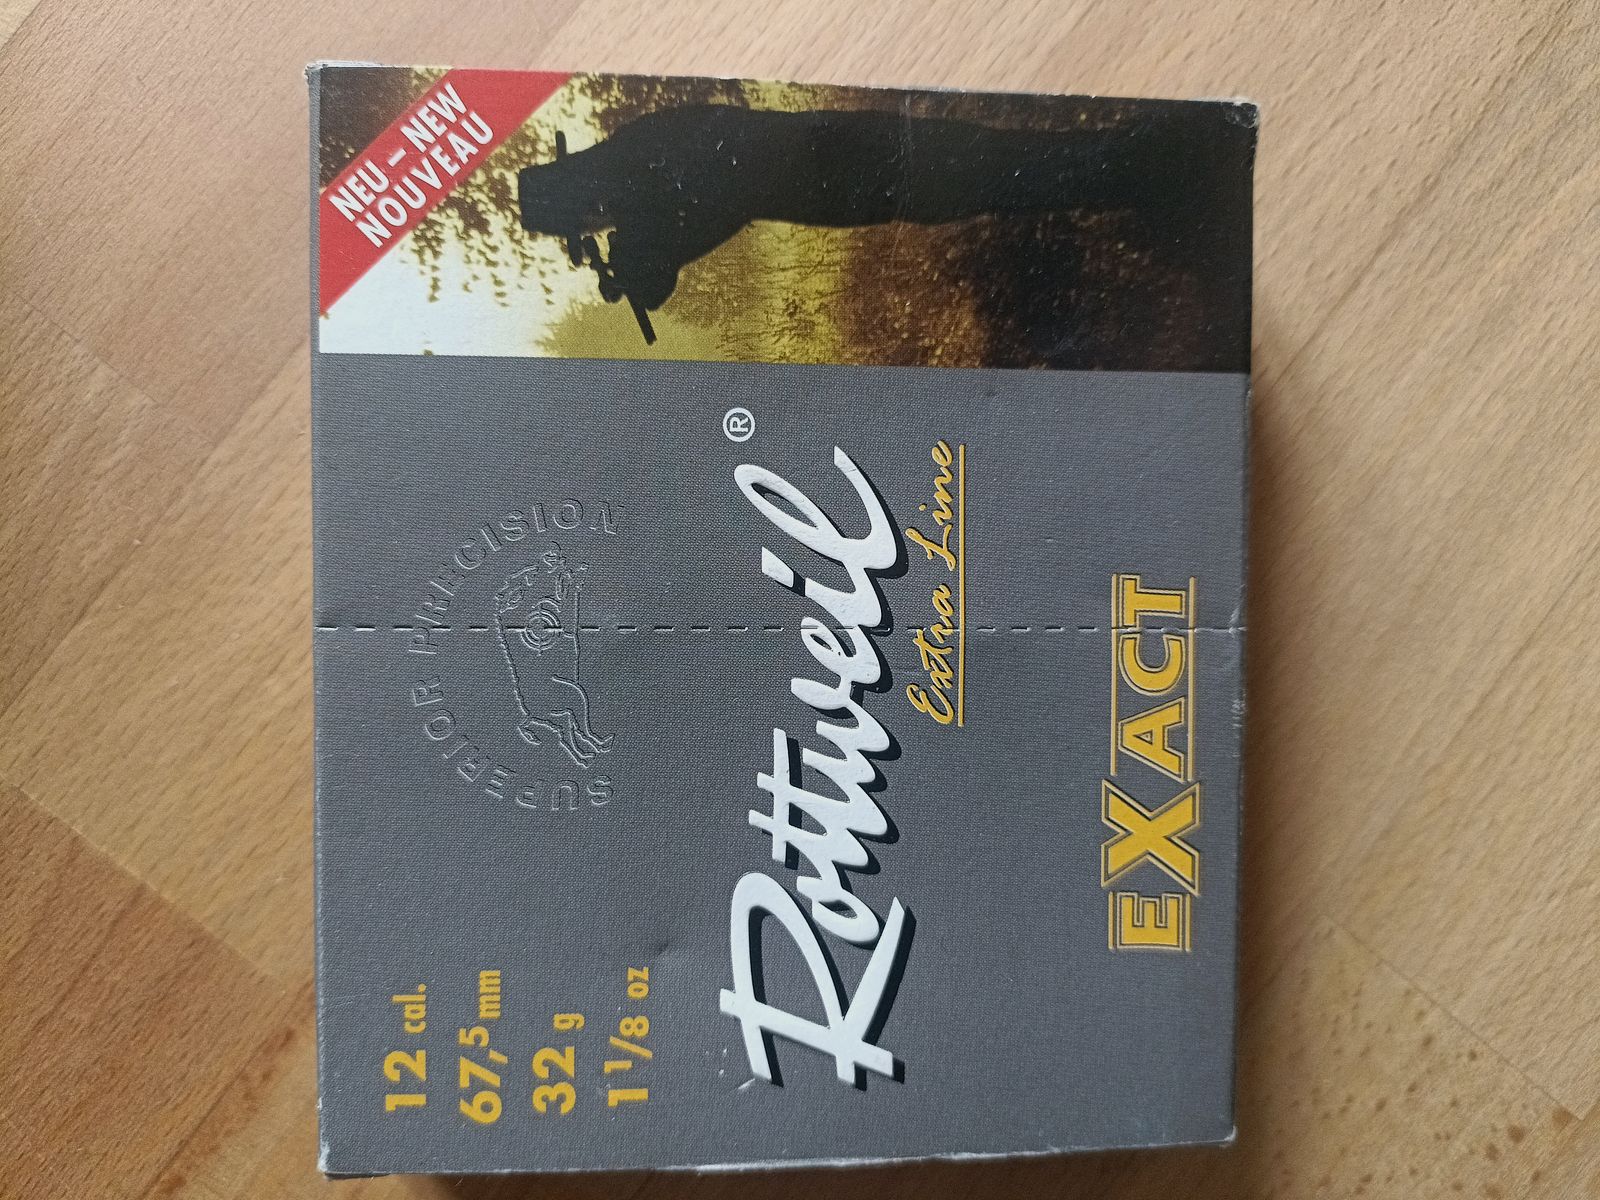 NEU – NEW
NOUVEAU
12 cal.
67,5 mm
32 g
1 1/8 oz
SUPERIOR PRECISION
Rottweil®
Extra Line
EXACT